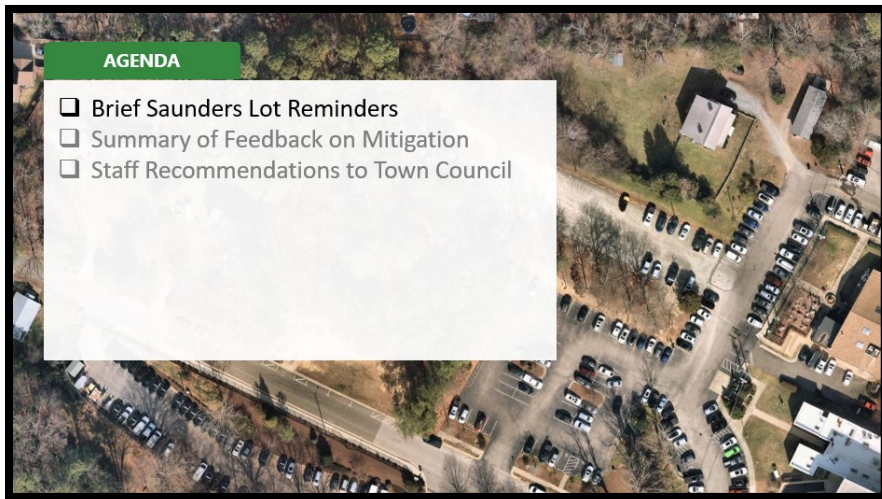 AGENDA
❑ Brief Saunders Lot Reminders
❑ Summary of Feedback on Mitigation
❑ Staff Recommendations to Town Council